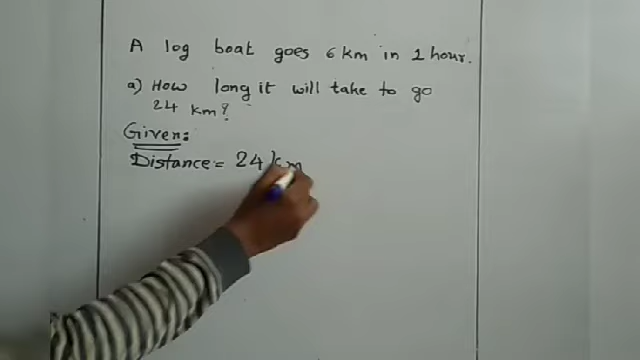 A log boat goes 6 km in 1 hour.
a) How long it will take to go
24 km?
Given:
Distance = 24 km